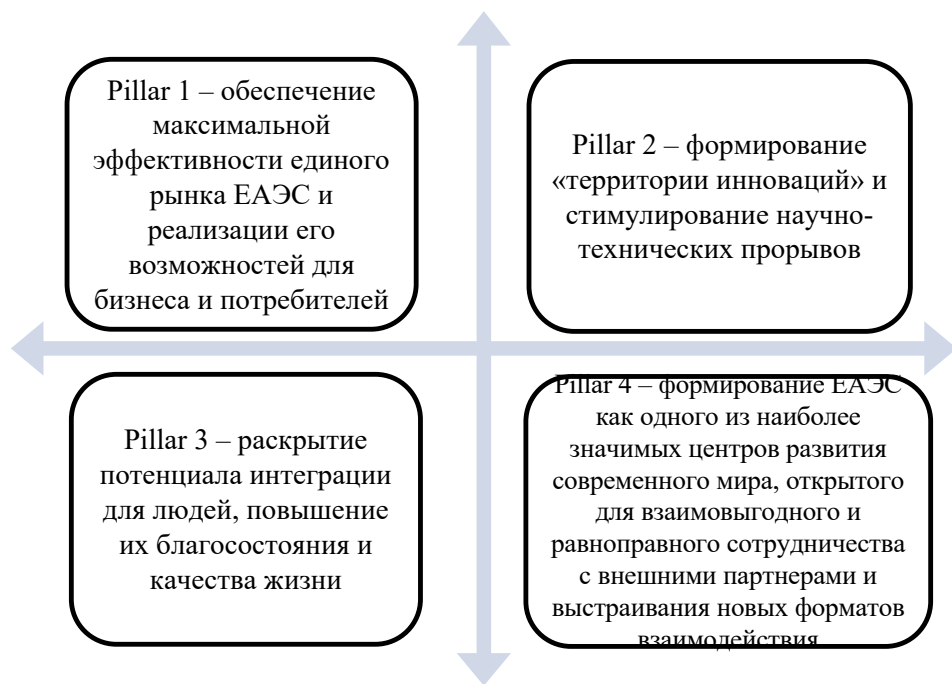 Pillar 1 – обеспечение
максимальной
эффективности единого
рынка ЕАЭС и
реализации его
возможностей для
бизнеса и потребителей
Pillar 2 – формирование
«территории инноваций» и
стимулирование научно-
технических прорывов
Pillar 3 – раскрытие
потенциала интеграции
для людей, повышение
их благосостояния и
качества жизни
Pillar 4 – формирование ЕАЭС
как одного из наиболее
значимых центров развития
современного мира, открытого
для взаимовыгодного и
равноправного сотрудничества
с внешними партнерами и
выстраивания новых форматов
взаимодействия